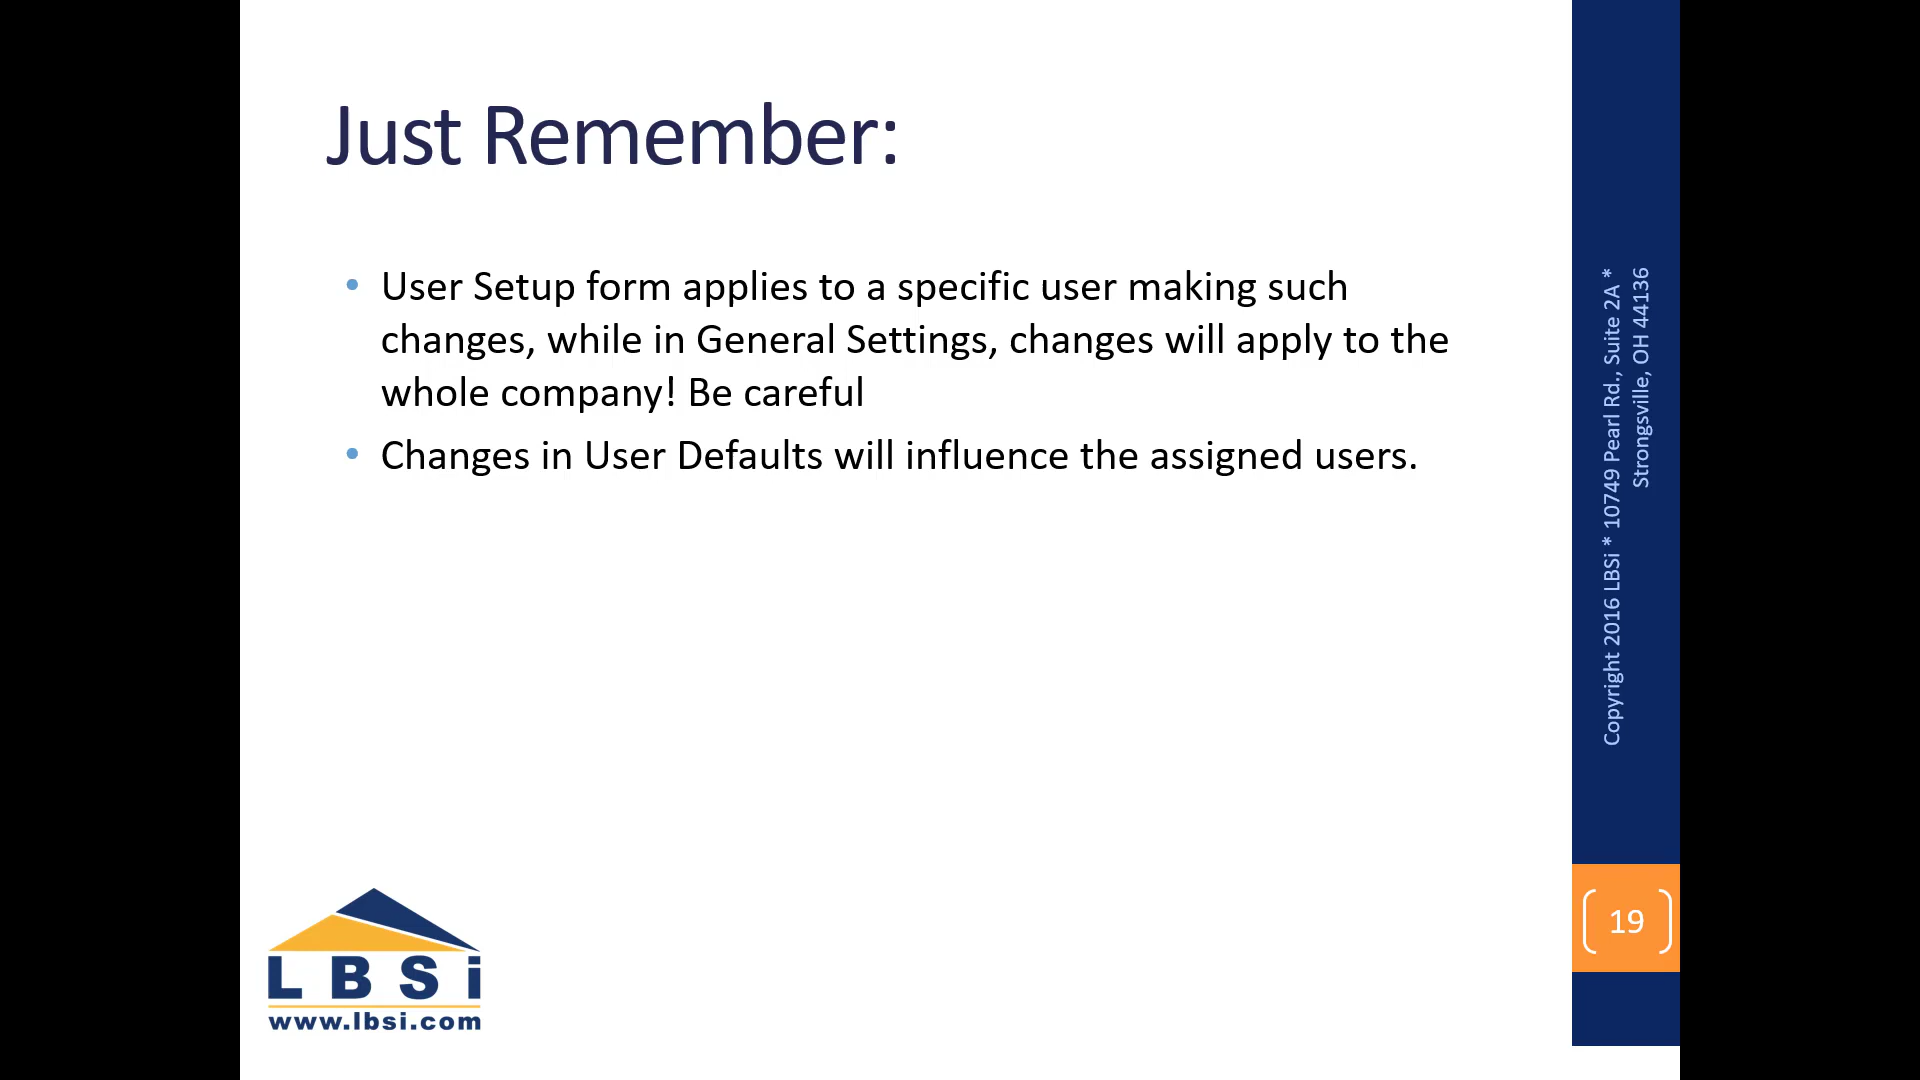 Just Remember:
• User Setup form applies to a specific user making such
changes, while in General Settings, changes will apply to the
whole company! Be careful
• Changes in User Defaults will influence the assigned users.
Copyright 2016 LBSi * 10749 Pearl Rd., Suite 2A *
Strongsville, OH 44136
19
LBSi
www.lbsi.com